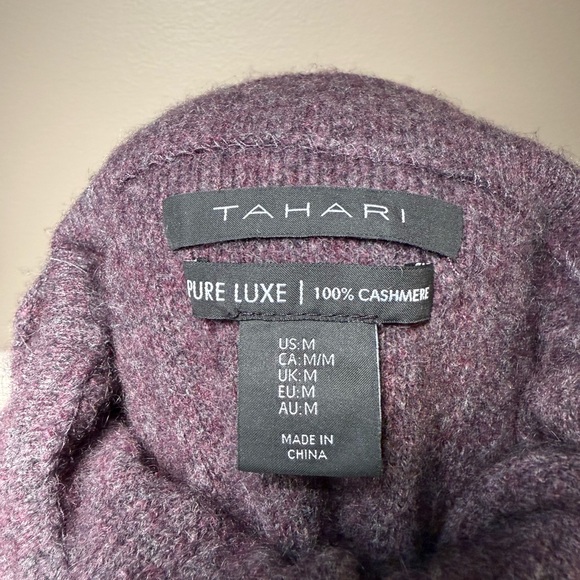 TAHARI
PURE LUXE | 100% CASHMERE
US:M
CA:M/M
UK:M
EU:M
AU:M
MADE IN
CHINA